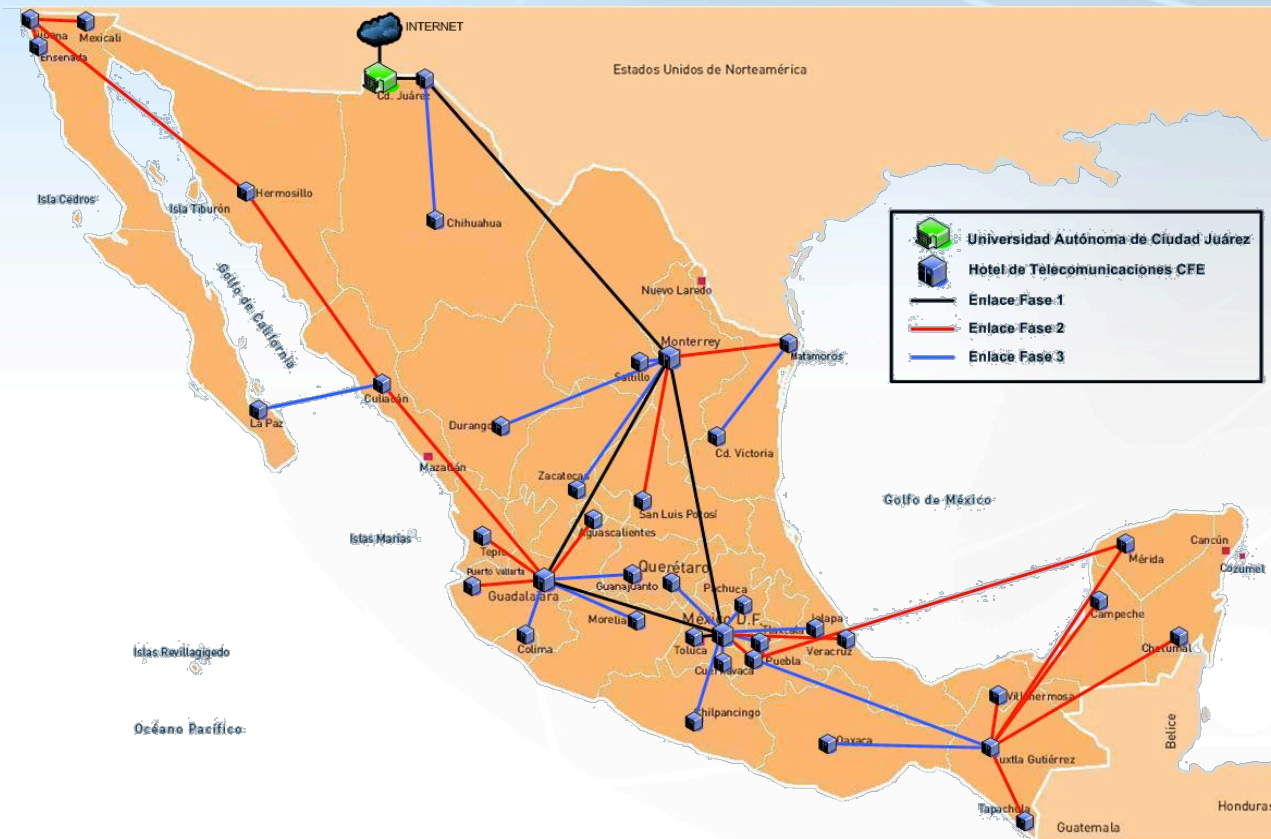 INTERNET
Mexicali
Ensenada
Cd. Juárez
Estados Unidos de Norteamérica
Isla Cedros
Isla Tiburón
Hermosillo
Chihuahua
Golfo de California
Universidad Autónoma de Ciudad Juárez
Hotel de Telecomunicaciones CFE
Enlace Fase 1
Enlace Fase 2
Enlace Fase 3
Nuevo Laredo
Monterrey
Matamoros
Saltillo
Culiacán
La Paz
Durango
Cd. Victoria
Mazatlán
Zacatecas
San Luis Potosí
Golfo de México
Aguascalientes
Islas Marías
Tepic
Puerto Vallarta
Guadalajara
Guanajuanto
Querétaro
Pachuca
Mérida
Cancún
Cozumel
Campeche
Morelia
México D.F.
Tlaxcala
Jalapa
Colima
Toluca
Puebla
Veracruz
Chetumal
Cuernavaca
Islas Revillagigedo
Villahermosa
Chilpancingo
Océano Pacífico
Oaxaca
Belice
Tuxtla Gutiérrez
Tapachula
Guatemala
Honduras